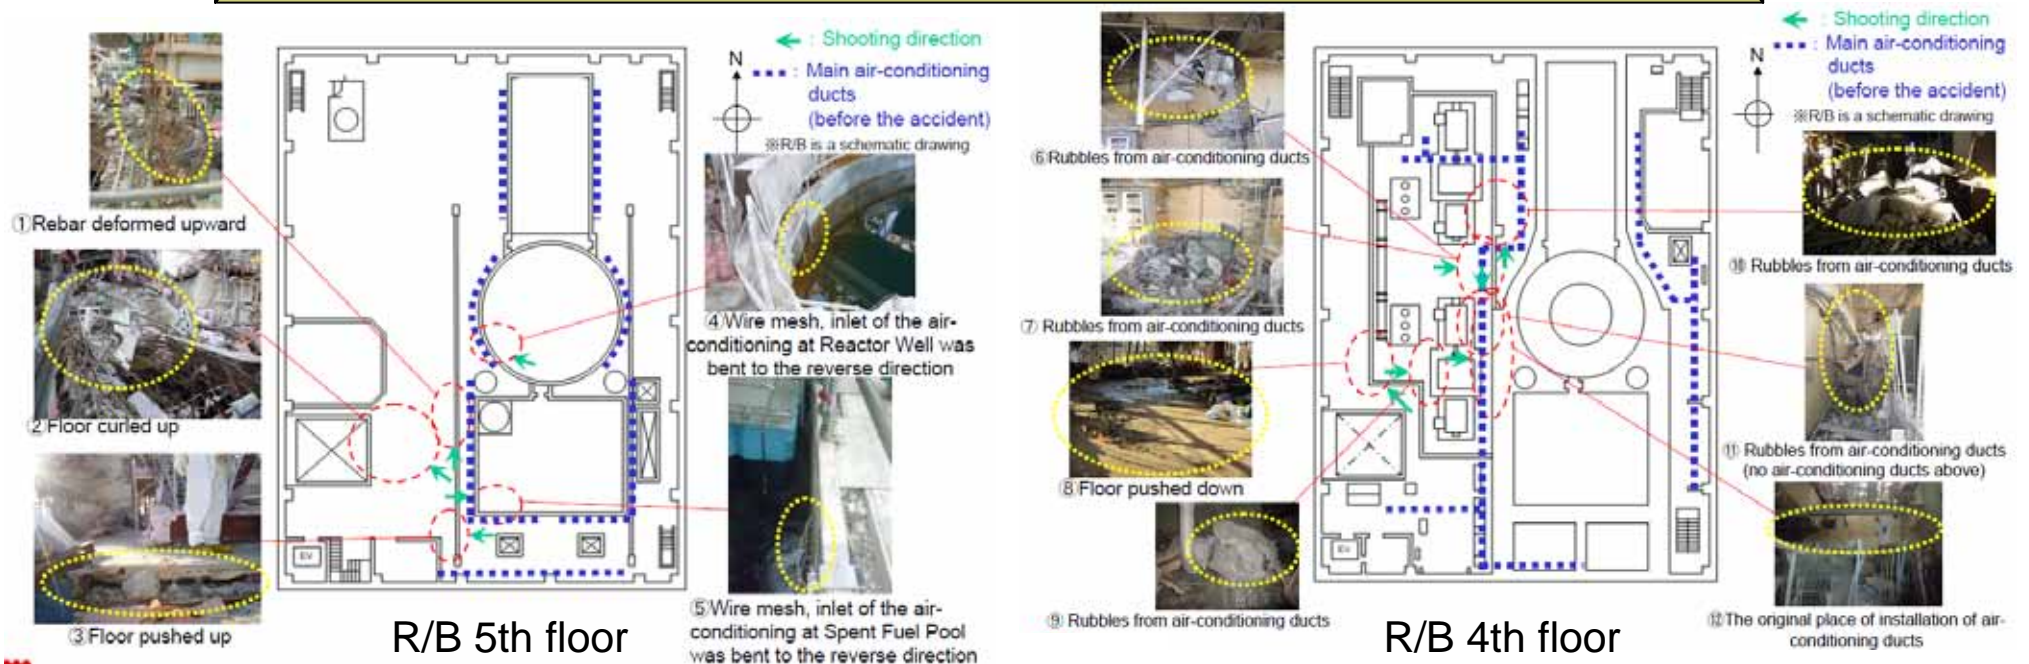 ← : Shooting direction
N
: Main air-conditioning
ducts
(before the accident)
※R/B is a schematic drawing
①Rebar deformed upward
②Floor curled up
③Floor pushed up
EV
④Wire mesh, inlet of the air-
conditioning at Reactor Well was
bent to the reverse direction
⑤Wire mesh, inlet of the air-
conditioning at Spent Fuel Pool
was bent to the reverse direction
R/B 5th floor
← : Shooting direction
: Main air-conditioning
ducts
(before the accident)
N
※R/B is a schematic drawing
⑥Rubbles from air-conditioning ducts
⑦ Rubbles from air-conditioning ducts
⑧Floor pushed down
⑨ Rubbles from air-conditioning ducts
EV
⑩ Rubbles from air-conditioning ducts
⑪ Rubbles from air-conditioning ducts
(no air-conditioning ducts above)
⑫The original place of installation of air-
conditioning ducts
R/B 4th floor